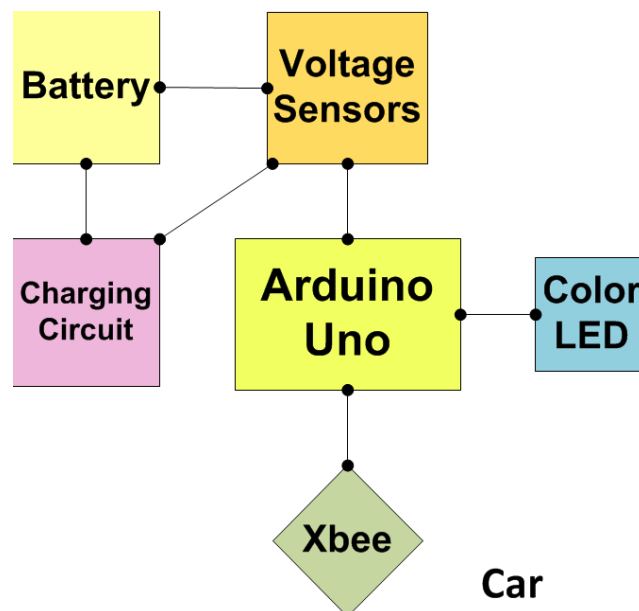 Battery
Voltage
Sensors
Charging
Circuit
Arduino
Uno
Color
LED
Xbee
Car